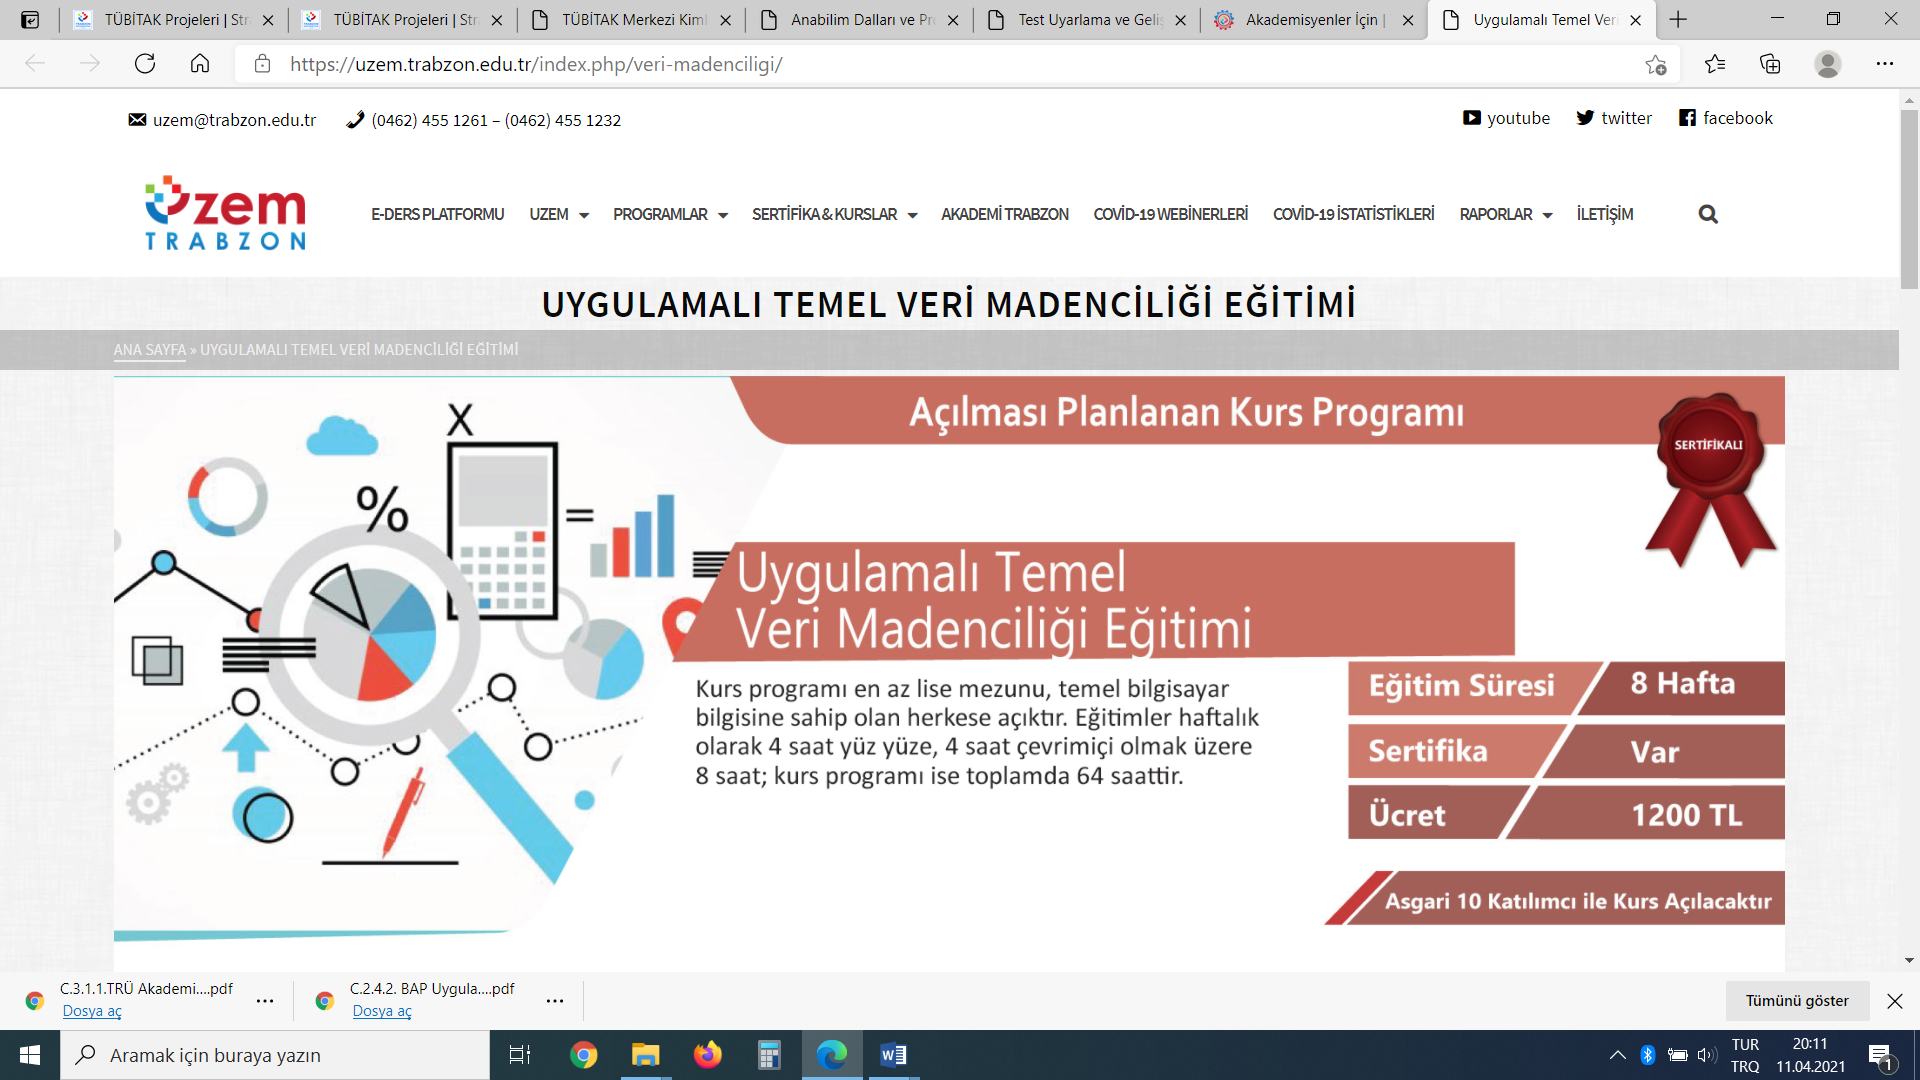 TÜBİTAK Projeleri | Stra
TÜBİTAK Projeleri | Stra
TÜBİTAK Merkezi Kiml
Anabilim Dalları ve Pro
Test Uyarlama ve Geliş
Akademisyenler İçin |
Uygulamalı Temel Veri
https://uzem.trabzon.edu.tr/index.php/veri-madenciligi/
uzem@trabzon.edu.tr
(0462) 455 1261 – (0462) 455 1232
youtube
twitter
facebook
üzem
TRABZON
E-DERS PLATFORMU
UZEM
PROGRAMLAR
SERTİFİKA & KURSLAR
AKADEMİ TRABZON
COVİD-19 WEBİNERLERİ
COVİD-19 İSTATİSTİKLERİ
RAPORLAR
İLETİŞİM
UYGULAMALI TEMEL VERİ MADENCİLİĞİ EĞİTİMİ
ANA SAYFA » UYGULAMALI TEMEL VERİ MADENCİLİĞİ EĞİTİMİ
Açılması Planlanan Kurs Programı
SERTİFİKALI
X
%
=
Uygulamalı Temel
Veri Madenciliği Eğitimi
Kurs programı en az lise mezunu, temel bilgisayar
bilgisine sahip olan herkese açıktır. Eğitimler haftalık
olarak 4 saat yüz yüze, 4 saat çevrimiçi olmak üzere
8 saat; kurs programı ise toplamda 64 saattir.
Eğitim Süresi 8 Hafta
Sertifika Var
Ücret 1200 TL
Asgari 10 Katılımcı ile Kurs Açılacaktır
C.3.1.1.TRÜ Akademi....pdf
Dosya aç
C.2.4.2. BAP Uygula....pdf
Dosya aç
Tümünü göster
Aramak için buraya yazın
TUR
TRQ
20:11
11.04.2021
1